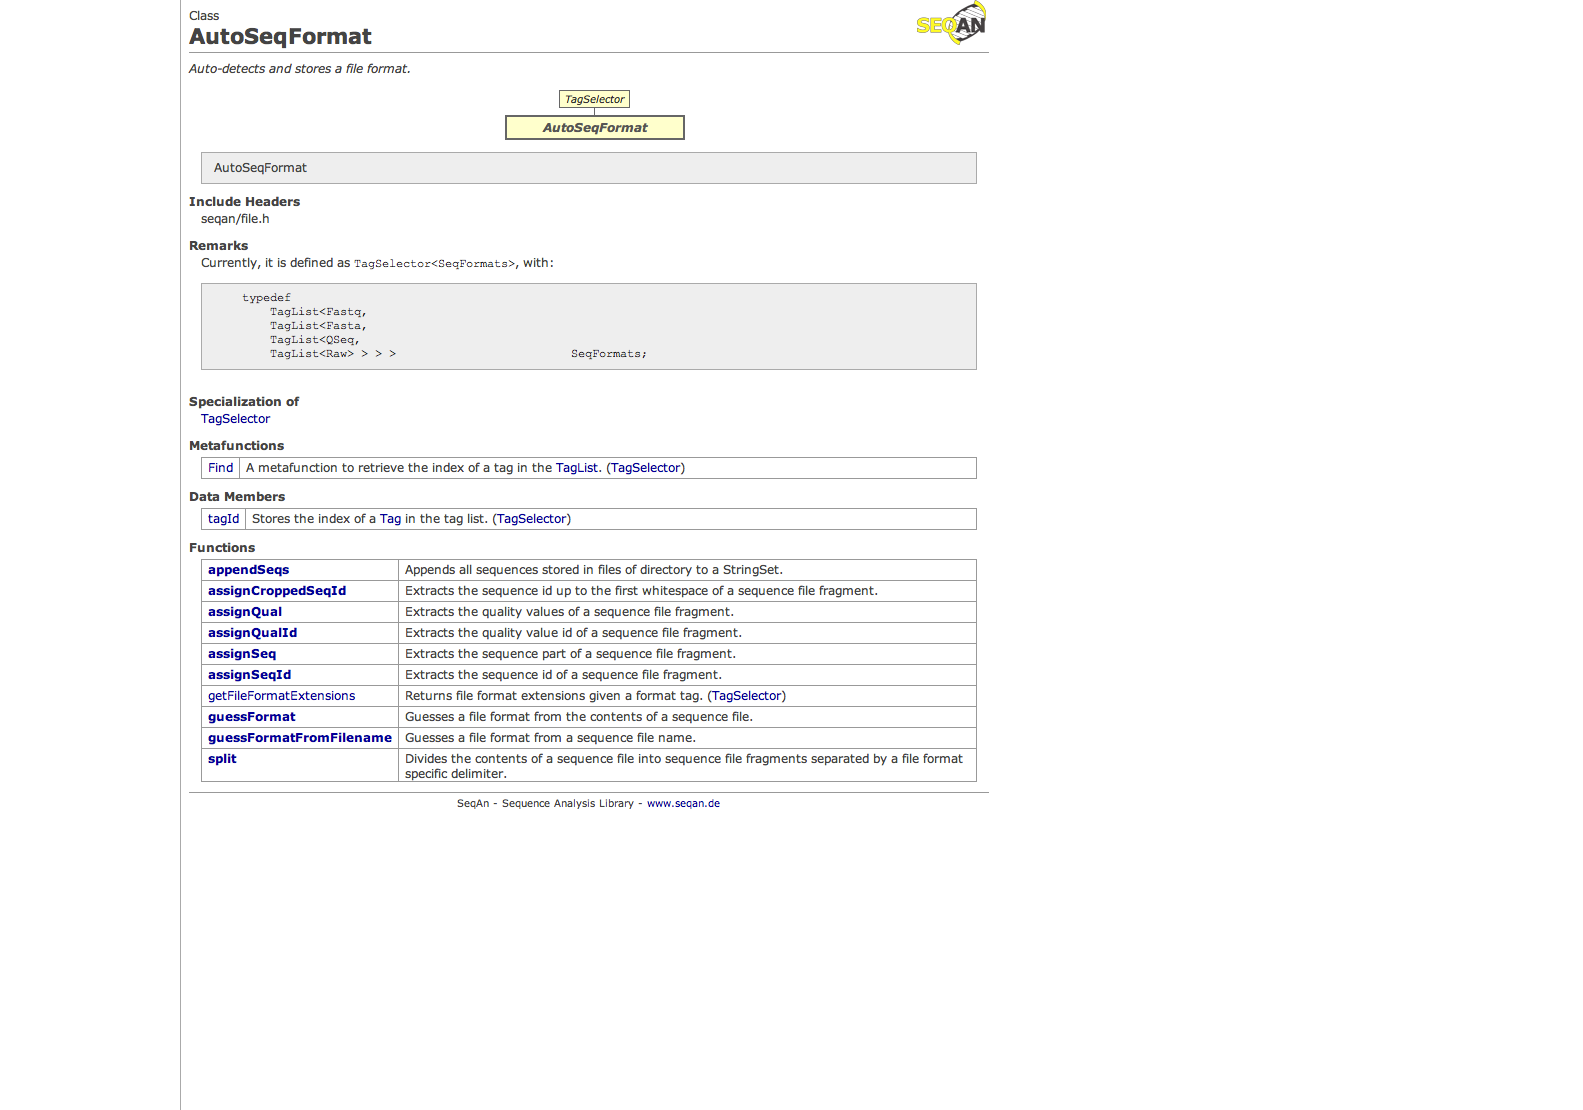 Class
AutoSeqFormat
SEQAN
Auto-detects and stores a file format.
TagSelector
AutoSeqFormat
AutoSeqFormat
Include Headers
seqan/file.h
Remarks
Currently, it is defined as TagSelector<SeqFormats>, with:
typedef
TagList<Fastq,
TagList<Fasta,
TagList<QSeq,
TagList<Raw> > > > SeqFormats;
Specialization of
TagSelector
Metafunctions
Find A metafunction to retrieve the index of a tag in the TagList. (TagSelector)
Data Members
tagId Stores the index of a Tag in the tag list. (TagSelector)
Functions
appendSeqs Appends all sequences stored in files of directory to a StringSet.
assignCroppedSeqId Extracts the sequence id up to the first whitespace of a sequence file fragment.
assignQual Extracts the quality values of a sequence file fragment.
assignQualId Extracts the quality value id of a sequence file fragment.
assignSeq Extracts the sequence part of a sequence file fragment.
assignSeqId Extracts the sequence id of a sequence file fragment.
getFileFormatExtensions Returns file format extensions given a format tag. (TagSelector)
guessFormat Guesses a file format from the contents of a sequence file.
guessFormatFromFilename Guesses a file format from a sequence file name.
split Divides the contents of a sequence file into sequence file fragments separated by a file format
specific delimiter.
SeqAn - Sequence Analysis Library - www.seqan.de